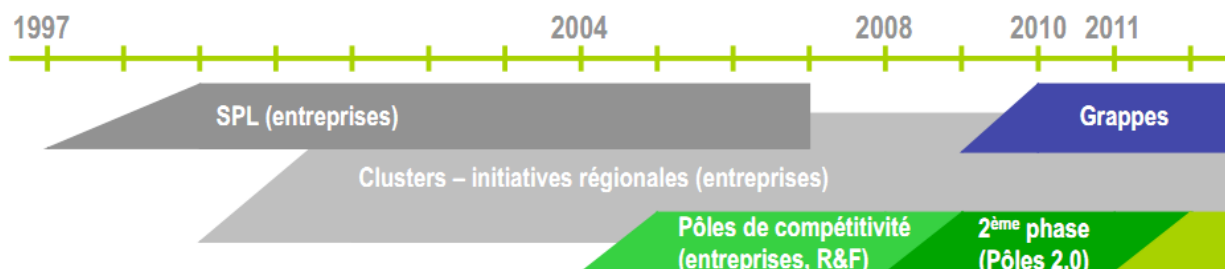 1997 2004 2008 2010 2011
SPL (entreprises)
Grappes
Clusters – initiatives régionales (entreprises)
Pôles de compétitivité
(entreprises, R&F)
2ème phase
(Pôles 2.0)